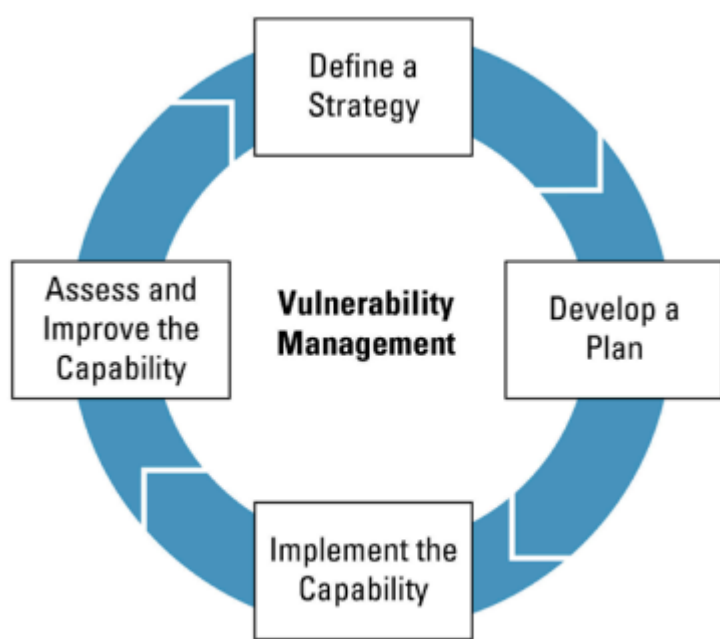 Define a
Strategy
Assess and
Improve the
Capability
Vulnerability
Management
Develop a
Plan
Implement the
Capability